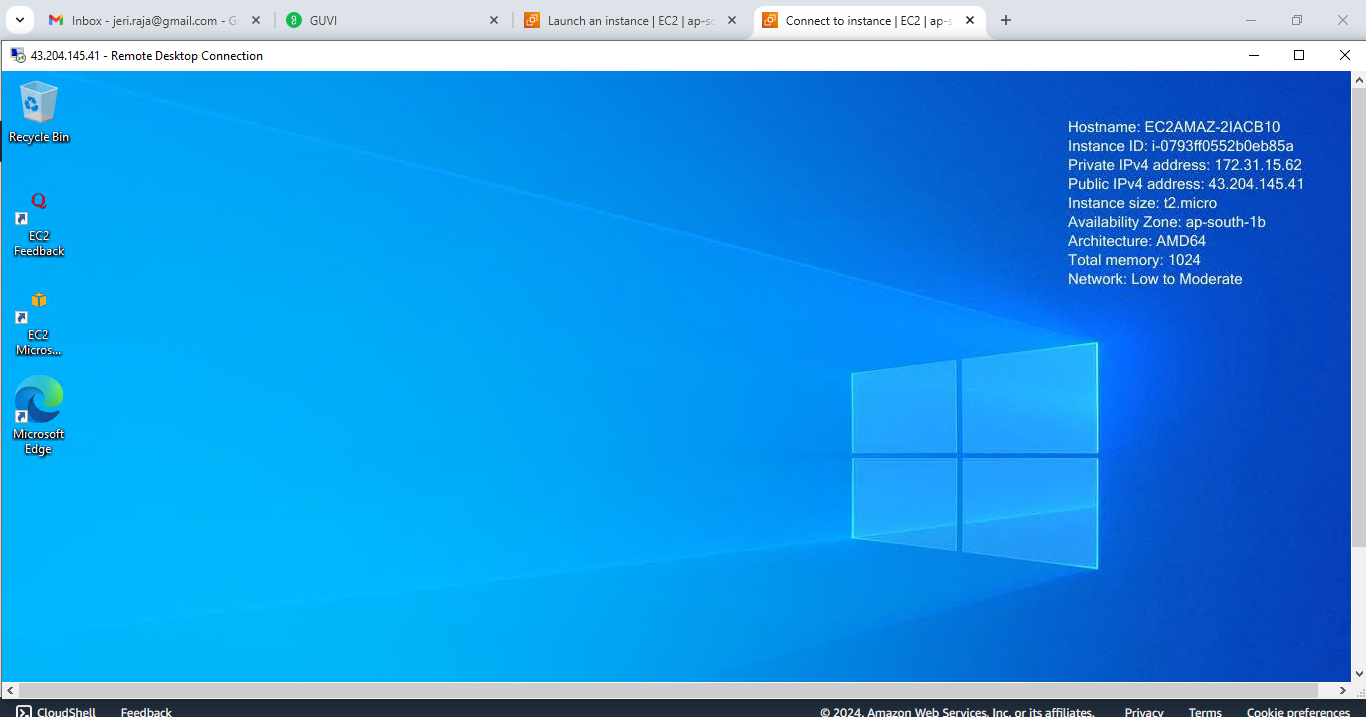 Inbox - jeri.raja@gmail.com - G
GUVI
Launch an instance | EC2 | ap-so
Connect to instance | EC2 | ap-s
43.204.145.41 - Remote Desktop Connection
Recycle Bin
EC2
Feedback
EC2
Micros...
Microsoft
Edge
Hostname: EC2AMAZ-2IACB10
Instance ID: i-0793ff0552b0eb85a
Private IPv4 address: 172.31.15.62
Public IPv4 address: 43.204.145.41
Instance size: t2.micro
Availability Zone: ap-south-1b
Architecture: AMD64
Total memory: 1024
Network: Low to Moderate
CloudShell Feedback © 2024, Amazon Web Services, Inc. or its affiliates. Privacy Terms Cookie preferences